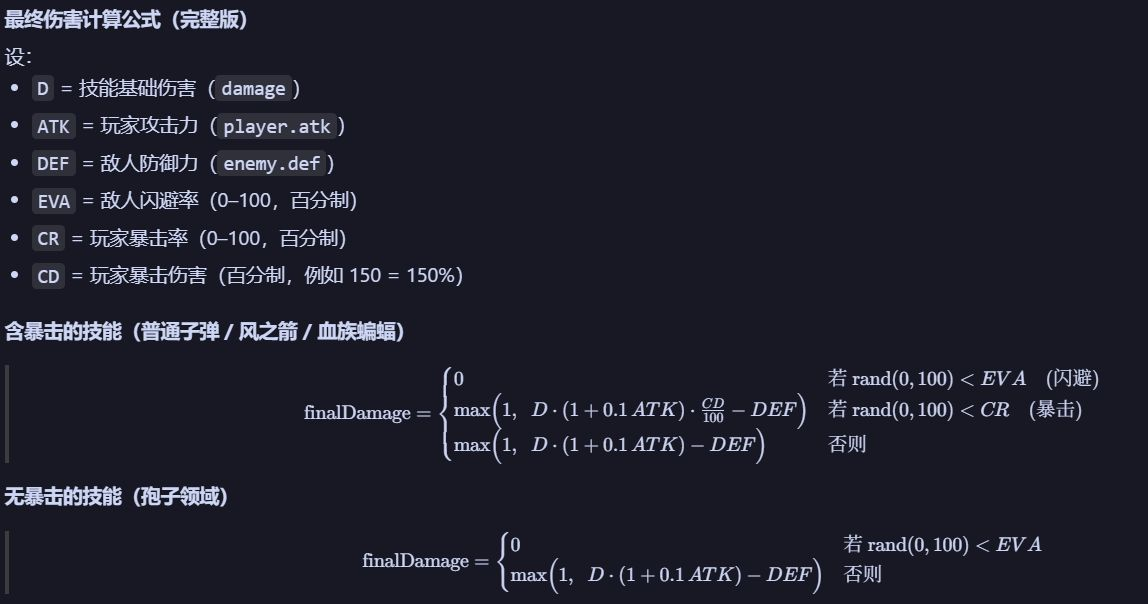 最终伤害计算公式（完整版）
设：
• D = 技能基础伤害（ damage ）
• ATK = 玩家攻击力（ player.atk ）
• DEF = 敌人防御力（ enemy.def ）
• EVA = 敌人闪避率（0–100，百分制）
• CR = 玩家暴击率（0–100，百分制）
• CD = 玩家暴击伤害（百分制，例如 150 = 150%）
含暴击的技能（普通子弹 / 风之箭 / 血族蝙蝠）
0 若 rand(0, 100) < EVA （闪避）
finalDamage = { max(1, D · (1 + 0.1 ATK) · CD/100 − DEF) 若 rand(0, 100) < CR （暴击）
max(1, D · (1 + 0.1 ATK) − DEF) 否则
无暴击的技能（孢子领域）
finalDamage = { 0 若 rand(0, 100) < EVA
max(1, D · (1 + 0.1 ATK) − DEF) 否则